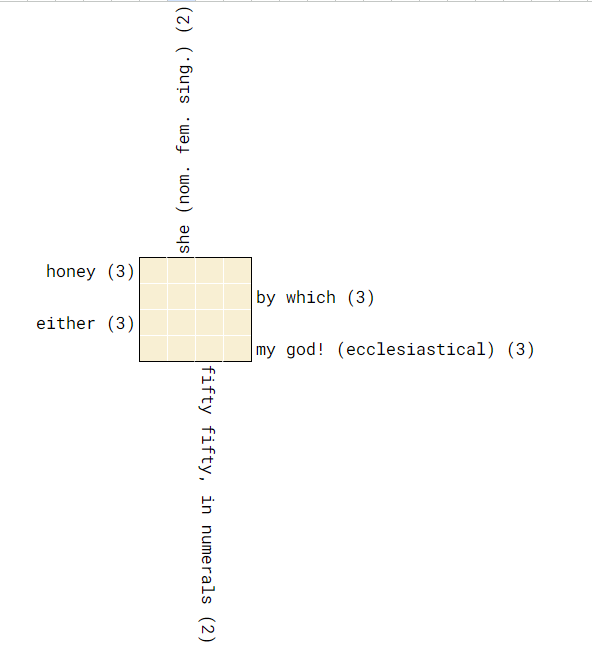 she (nom. fem. sing.) (2)
honey (3)
by which (3)
either (3)
my god! (ecclesiastical) (3)
fifty fifty, in numerals (2)